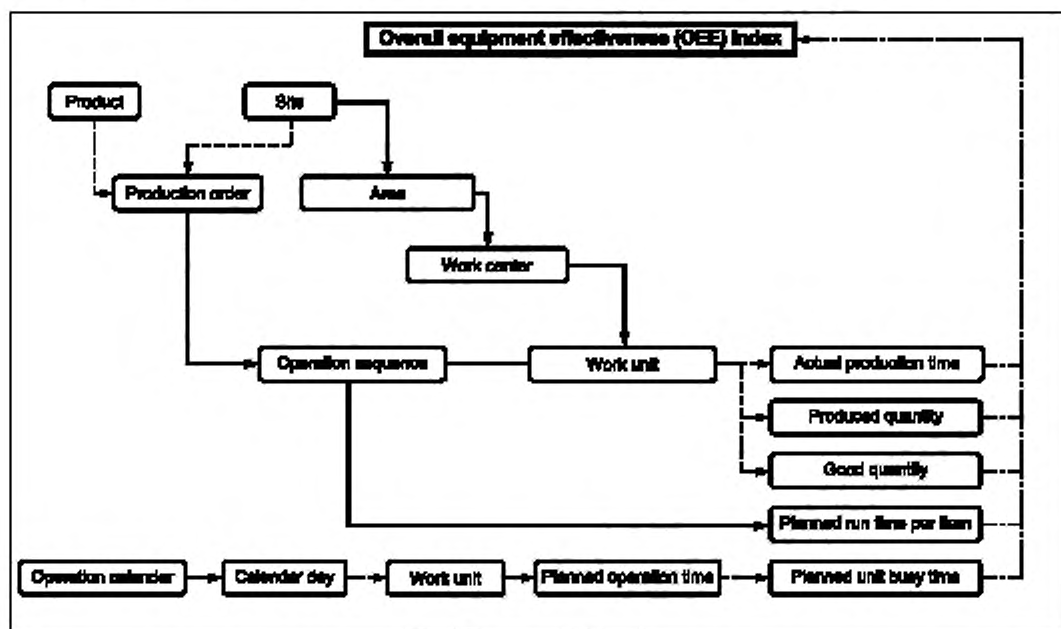 Overall equipment effectiveness (OEE) index
Product
Site
Production order
Area
Work center
Operation sequence
Work unit
Actual production time
Produced quantity
Good quantity
Planned run time per item
Operation calender
Calender day
Work unit
Planned operation time
Planned unit busy time